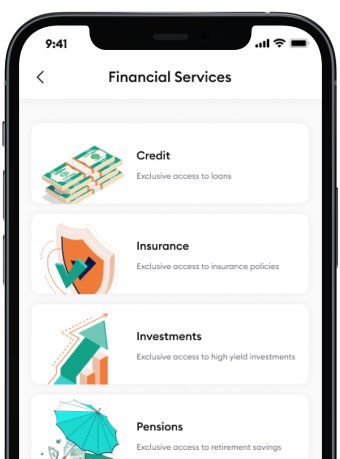 9:41
Financial Services
Credit
Exclusive access to loans
Insurance
Exclusive access to insurance policies
Investments
Exclusive access to high yield investments
Pensions
Exclusive access to retirement savings